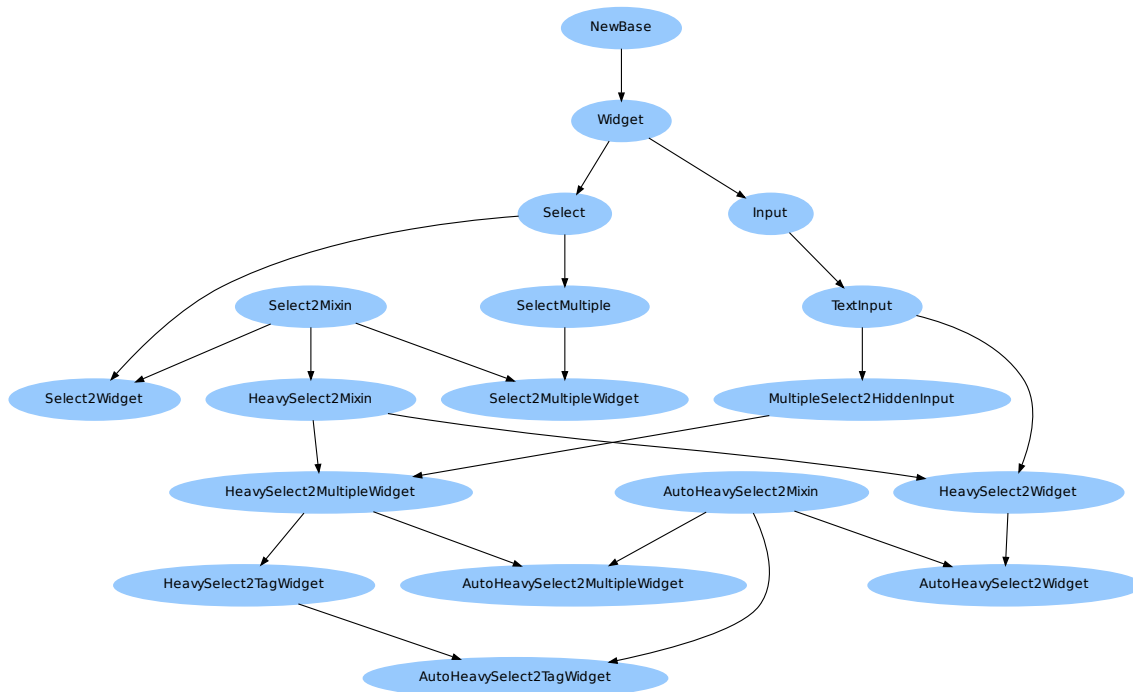 NewBase
Widget
Select
Input
Select2Mixin
SelectMultiple
TextInput
Select2Widget
HeavySelect2Mixin
Select2MultipleWidget
MultipleSelect2HiddenInput
HeavySelect2MultipleWidget
AutoHeavySelect2Mixin
HeavySelect2Widget
HeavySelect2TagWidget
AutoHeavySelect2MultipleWidget
AutoHeavySelect2Widget
AutoHeavySelect2TagWidget